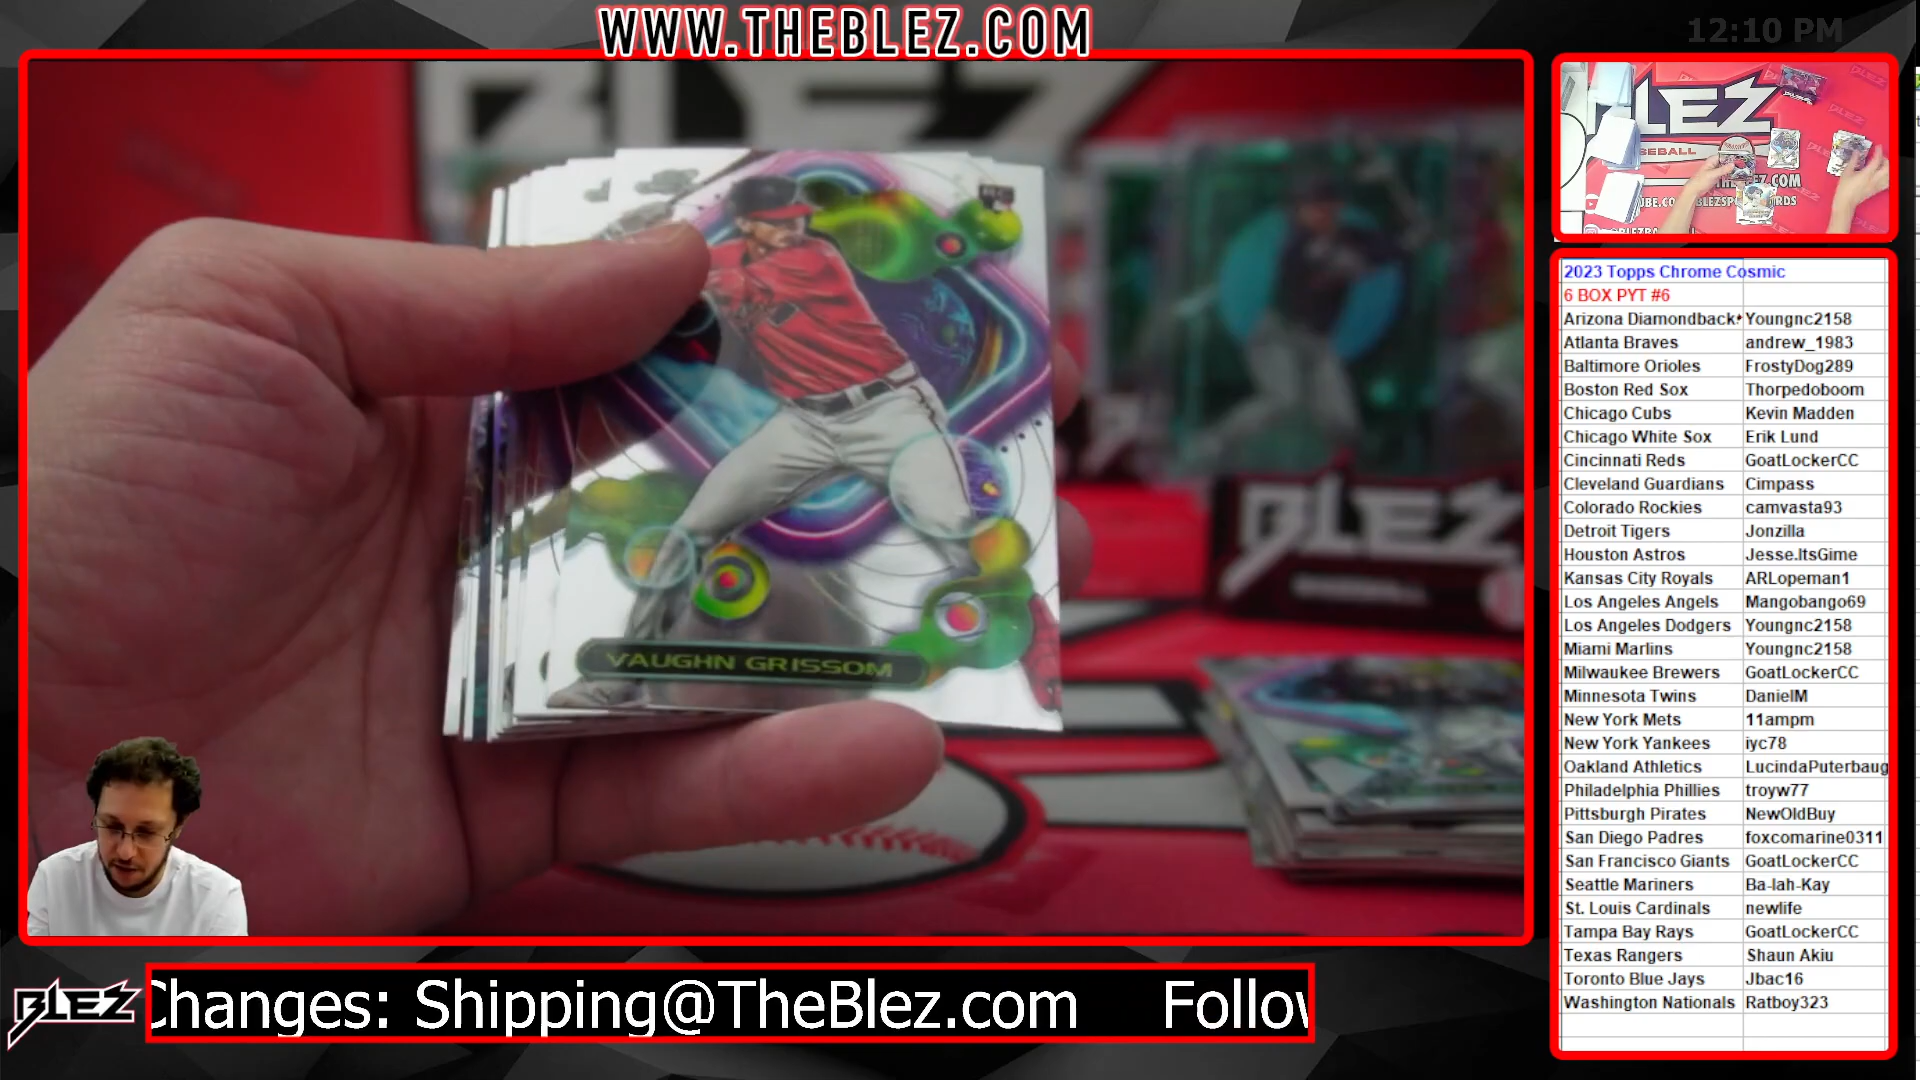 WWW.THEBLEZ.COM
12:10 PM
BLEZ
VAUGHN GRISSOM
BLEZ
LEZ
SEBALL
2023 Topps Chrome Cosmic
6 BOX PYT #6
Arizona Diamondback Youngnc2158
Atlanta Braves andrew_1983
Baltimore Orioles FrostyDog289
Boston Red Sox Thorpedoboom
Chicago Cubs Kevin Madden
Chicago White Sox Erik Lund
Cincinnati Reds GoatLockerCC
Cleveland Guardians Cimpass
Colorado Rockies camvasta93
Detroit Tigers Jonzilla
Houston Astros Jesse.ItsGime
Kansas City Royals ARLopeman1
Los Angeles Angels Mangobango69
Los Angeles Dodgers Youngnc2158
Miami Marlins Youngnc2158
Milwaukee Brewers GoatLockerCC
Minnesota Twins DanielM
New York Mets 11ampm
New York Yankees iyc78
Oakland Athletics LucindaPuterbaug
Philadelphia Phillies troyw77
Pittsburgh Pirates NewOldBuy
San Diego Padres foxcomarine0311
San Francisco Giants GoatLockerCC
Seattle Mariners Ba-lah-Kay
St. Louis Cardinals newlife
Tampa Bay Rays GoatLockerCC
Texas Rangers Shaun Akiu
Toronto Blue Jays Jbac16
Washington Nationals Ratboy323
BLEZ
Changes: Shipping@TheBlez.com Follow